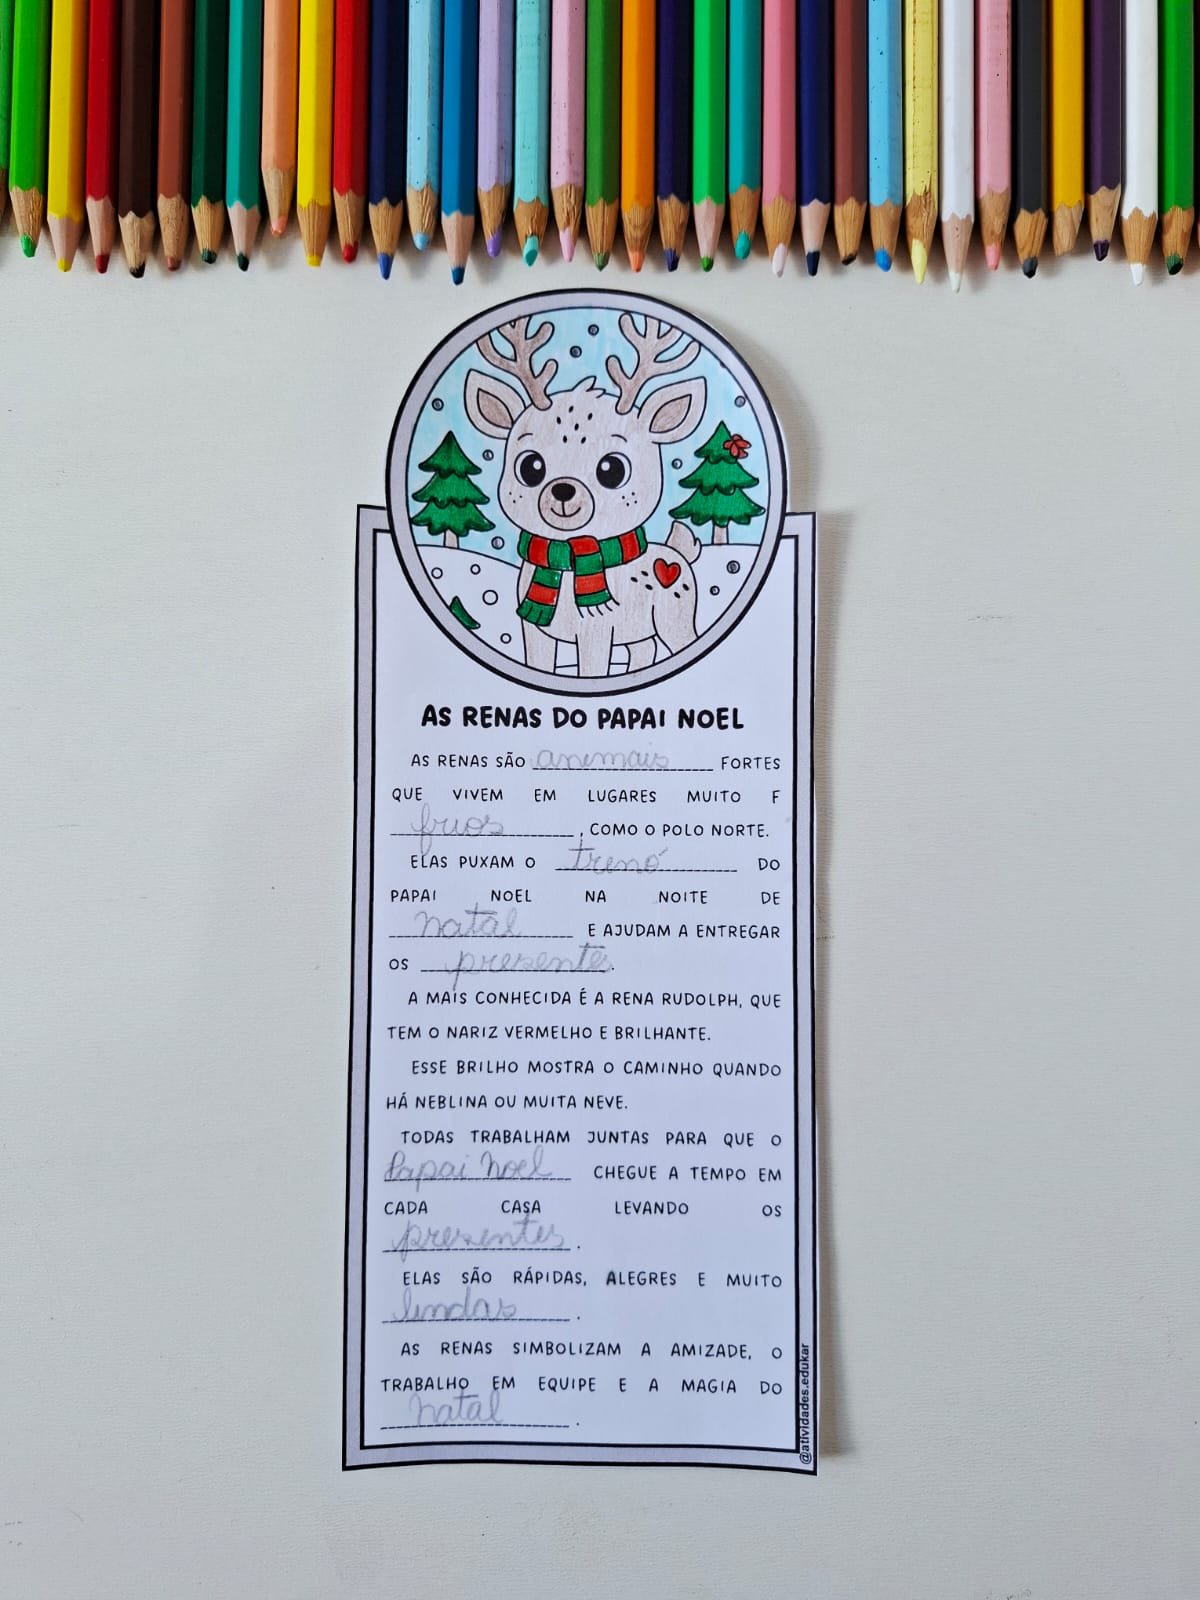 AS RENAS DO PAPAI NOEL
AS RENAS SÃO animais FORTES
QUE VIVEM EM LUGARES MUITO F
frios, COMO O POLO NORTE.
ELAS PUXAM O trenó DO
PAPAI NOEL NA NOITE DE
natal E AJUDAM A ENTREGAR
OS presentes.
A MAIS CONHECIDA É A RENA RUDOLPH, QUE
TEM O NARIZ VERMELHO E BRILHANTE.
ESSE BRILHO MOSTRA O CAMINHO QUANDO
HÁ NEBLINA OU MUITA NEVE.
TODAS TRABALHAM JUNTAS PARA QUE O
Papai Noel CHEGUE A TEMPO EM
CADA CASA LEVANDO OS
presentes.
ELAS SÃO RÁPIDAS, ALEGRES E MUITO
lindas.
AS RENAS SIMBOLIZAM A AMIZADE, O
TRABALHO EM EQUIPE E A MAGIA DO
natal.
@atividades.edukar